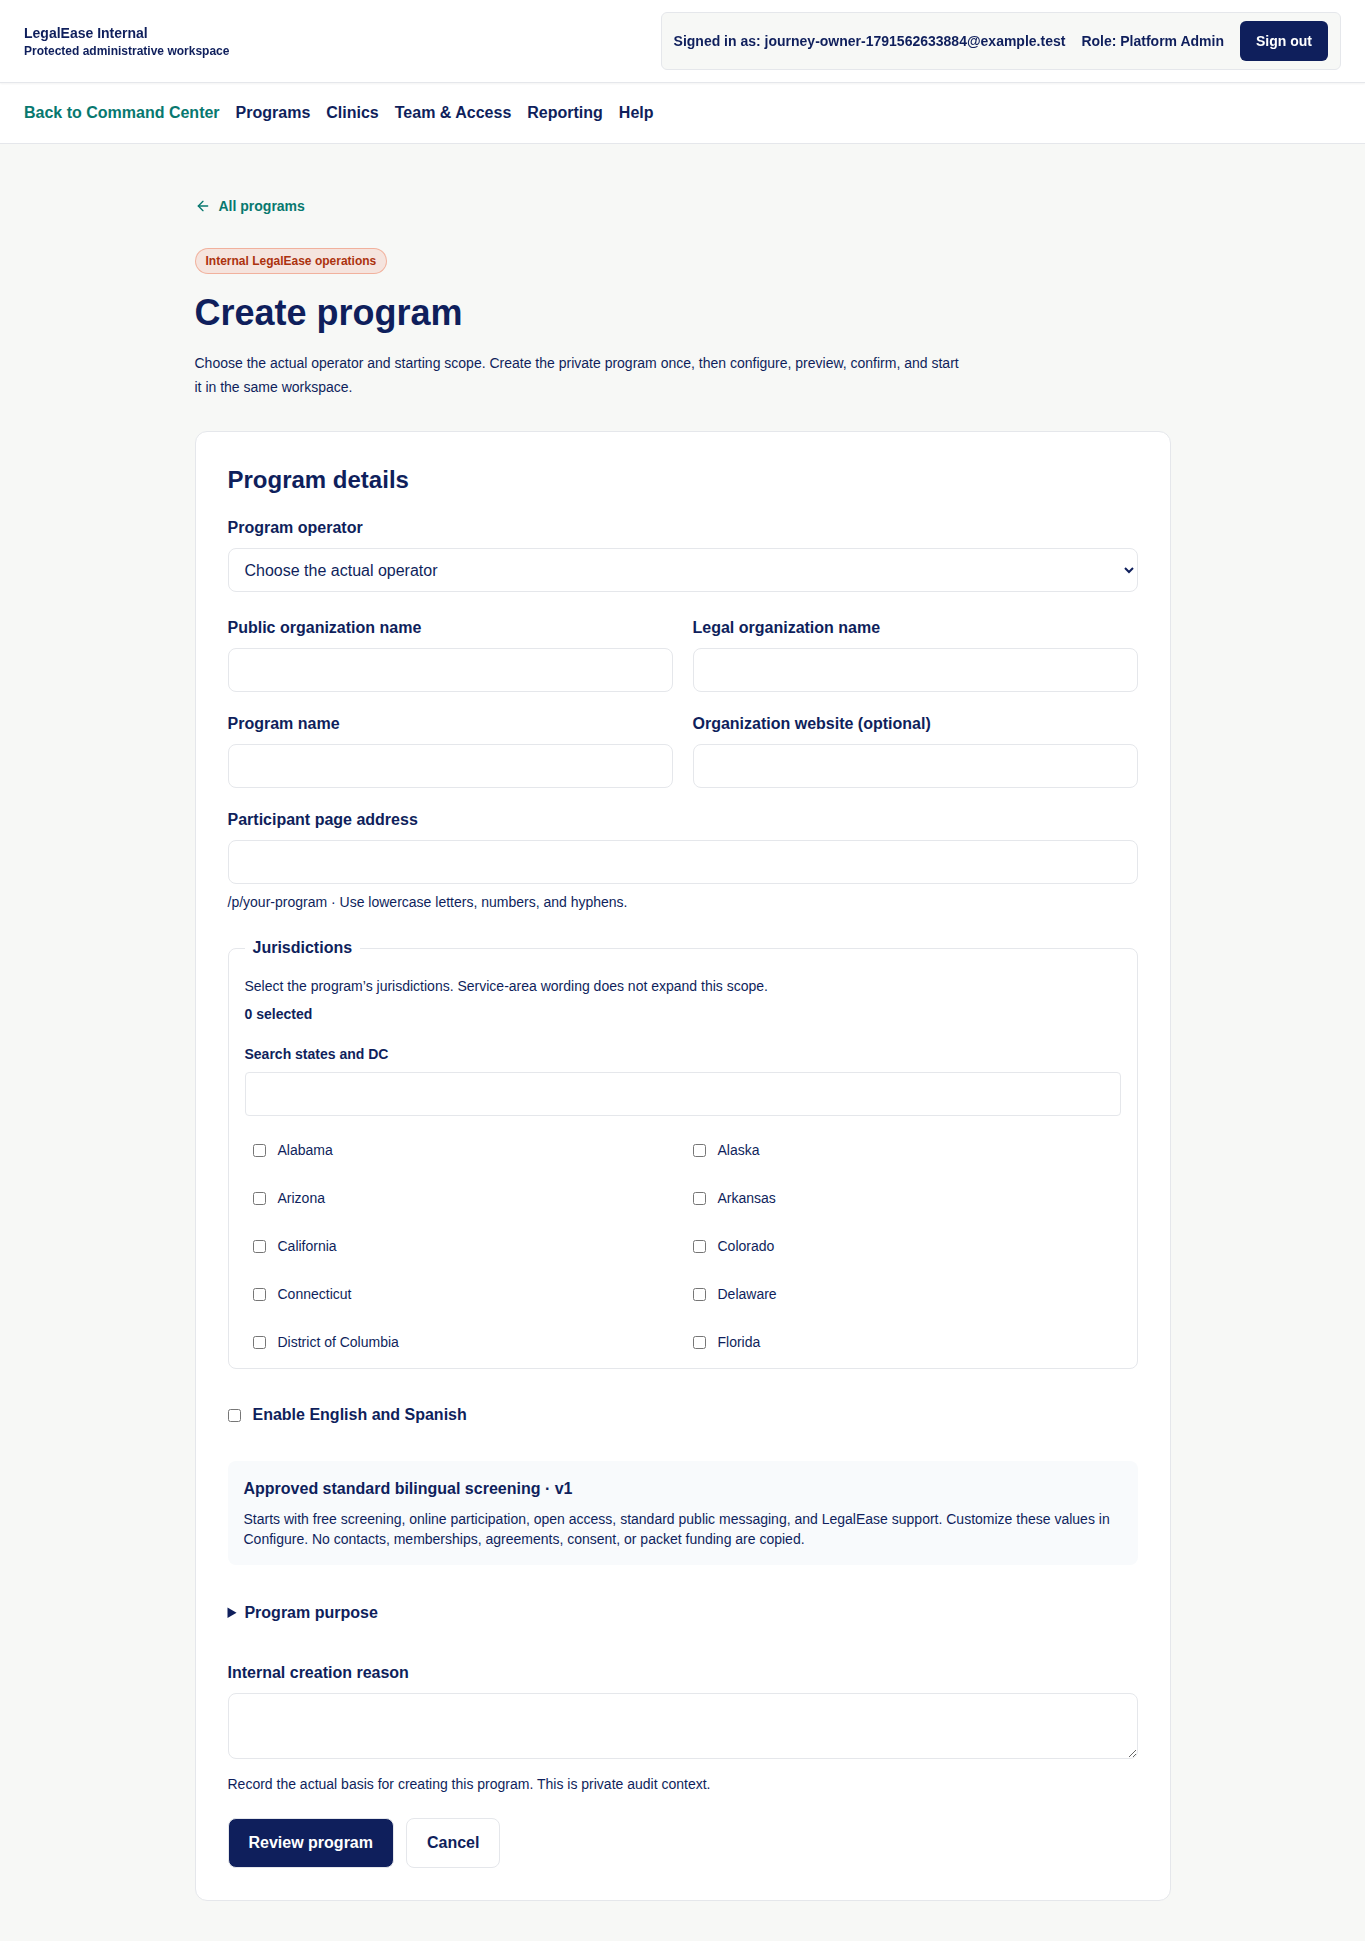 LegalEase Internal
Protected administrative workspace
Signed in as: journey-owner-1791562633884@example.test Role: Platform Admin Sign out
Back to Command Center Programs Clinics Team & Access Reporting Help
← All programs
Internal LegalEase operations
Create program
Choose the actual operator and starting scope. Create the private program once, then configure, preview, confirm, and start
it in the same workspace.
Program details
Program operator
Choose the actual operator
Public organization name Legal organization name
Program name Organization website (optional)
Participant page address
/p/your-program · Use lowercase letters, numbers, and hyphens.
Jurisdictions
Select the program’s jurisdictions. Service-area wording does not expand this scope.
0 selected
Search states and DC
Alabama Alaska
Arizona Arkansas
California Colorado
Connecticut Delaware
District of Columbia Florida
Enable English and Spanish
Approved standard bilingual screening · v1
Starts with free screening, online participation, open access, standard public messaging, and LegalEase support. Customize these values in
Configure. No contacts, memberships, agreements, consent, or packet funding are copied.
Program purpose
Internal creation reason
Record the actual basis for creating this program. This is private audit context.
Review program Cancel